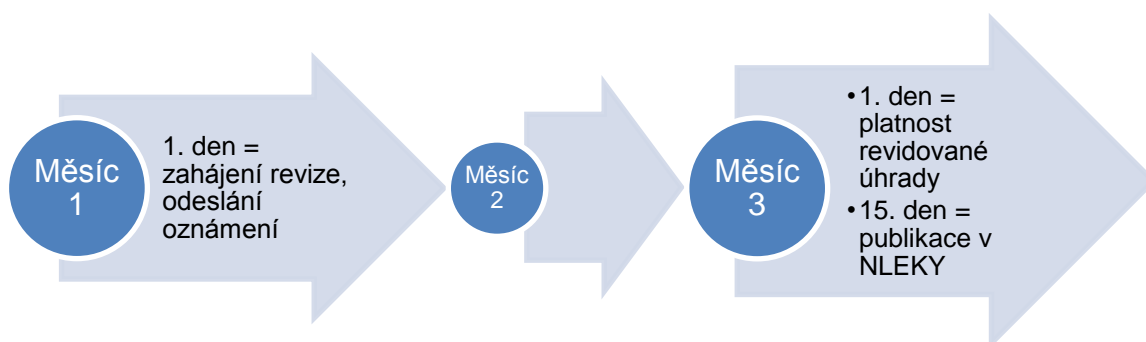 Měsíc
1
1. den =
zahájení revize,
odeslání
oznámení
Měsíc
2
Měsíc
3
•1. den =
platnost
revidované
úhrady
•15. den =
publikace v
NLEKY